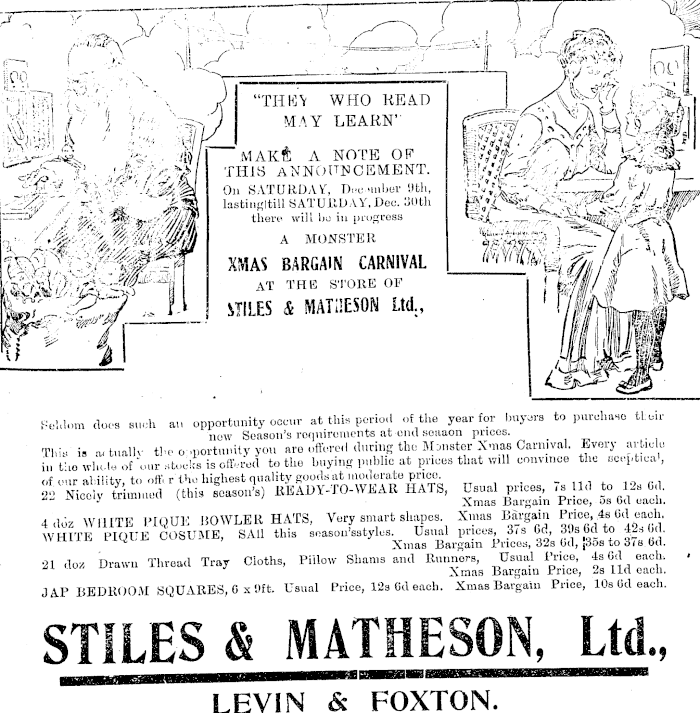 "THEY WHO READ
MAY LEARN"
MAKE A NOTE OF
THIS ANNOUNCEMENT.
On SATURDAY, December 9th,
lasting till SATURDAY, Dec. 30th
there will be in progress
A MONSTER
XMAS BARGAIN CARNIVAL
AT THE STORE OF
STILES & MATHESON Ltd.,
Seldom does such an opportunity occur at this period of the year for buyers to purchase their
new Season's requirements at end season prices.
This is actually the opportunity you are offered during the Monster Xmas Carnival. Every article
in the whole of our stocks is offered to the buying public at prices that will convince the sceptical,
of our ability, to offer the highest quality goods at moderate price.
22 Nicely trimmed (this season's) READY-TO-WEAR HATS, Usual prices, 7s 11d to 12s 6d.
Xmas Bargain Price, 5s 6d each.
4 doz WHITE PIQUE BOWLER HATS, Very smart shapes. Xmas Bargain Price, 4s 6d each.
WHITE PIQUE COSUME, SAll this season'sstyles. Usual prices, 37s 6d, 39s 6d to 42s 6d.
Xmas Bargain Prices, 32s 6d, 35s to 37s 6d.
21 doz Drawn Thread Tray Cloths, Pillow Shams and Runners, Usual Price, 4s 6d each.
Xmas Bargain Price, 2s 11d each.
JAP BEDROOM SQUARES, 6 x 9ft. Usual Price, 12s 6d each. Xmas Bargain Price, 10s 6d each.
STILES & MATHESON, Ltd.,
LEVIN & FOXTON.